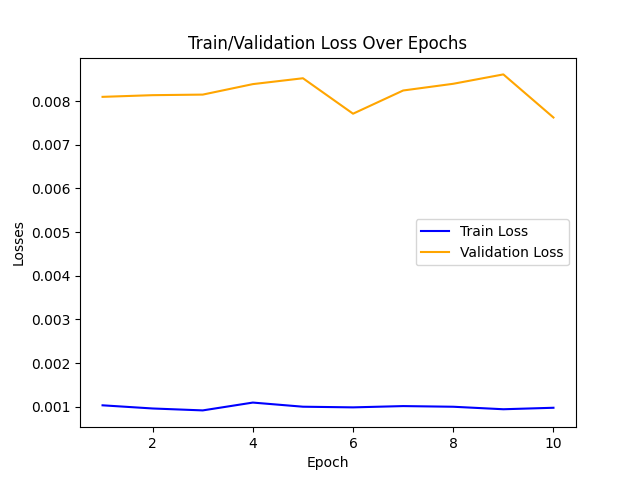 Train/Validation Loss Over Epochs
0.008
0.007
0.006
0.005
0.004
0.003
0.002
0.001
Losses
Train Loss
Validation Loss
2 4 6 8 10
Epoch